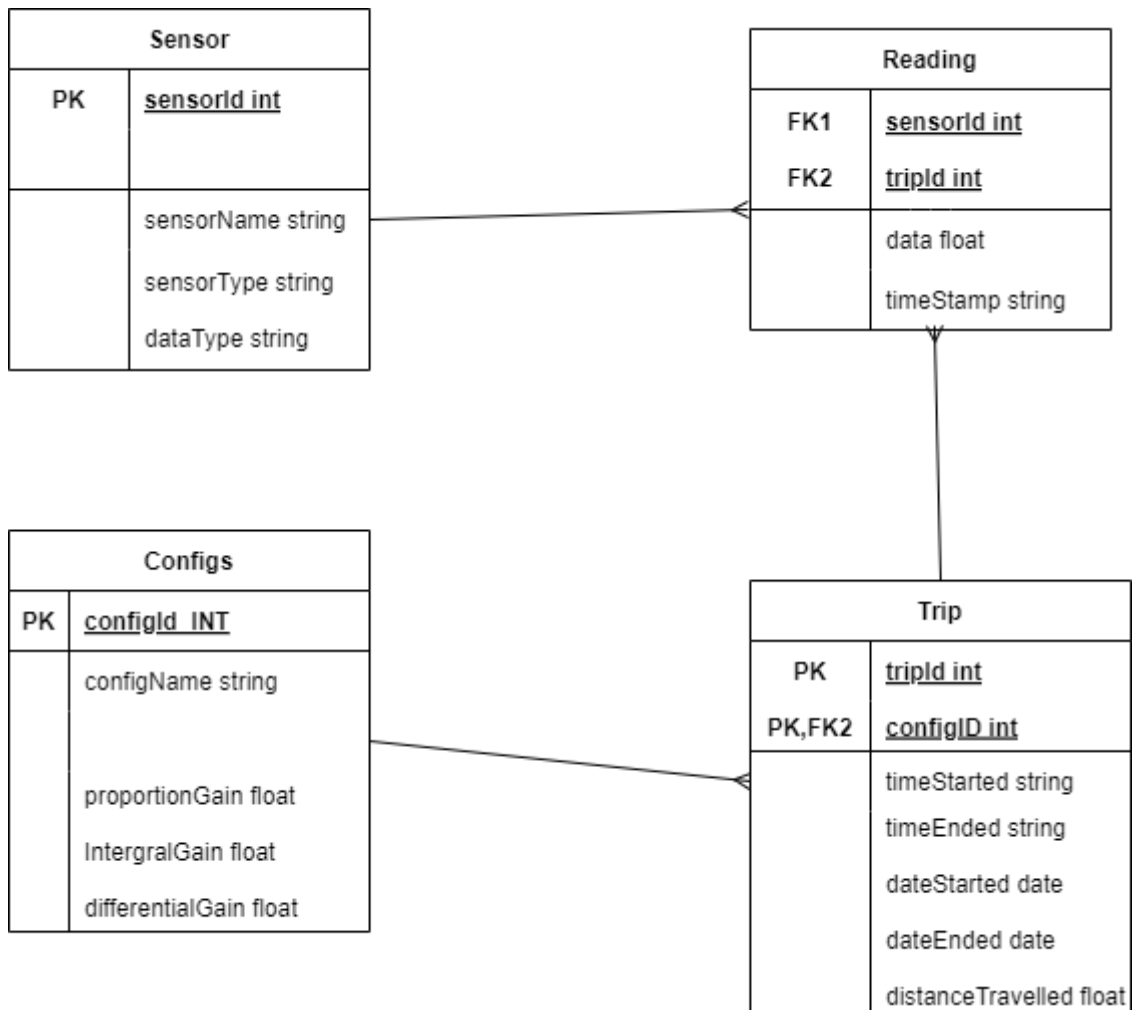 Sensor
PK sensorId int
sensorName string
sensorType string
dataType string
Reading
FK1 sensorId int
FK2 tripId int
data float
timeStamp string
Configs
PK configId INT
configName string
proportionGain float
IntergralGain float
differentialGain float
Trip
PK tripId int
PK,FK2 configID int
timeStarted string
timeEnded string
dateStarted date
dateEnded date
distanceTravelled float